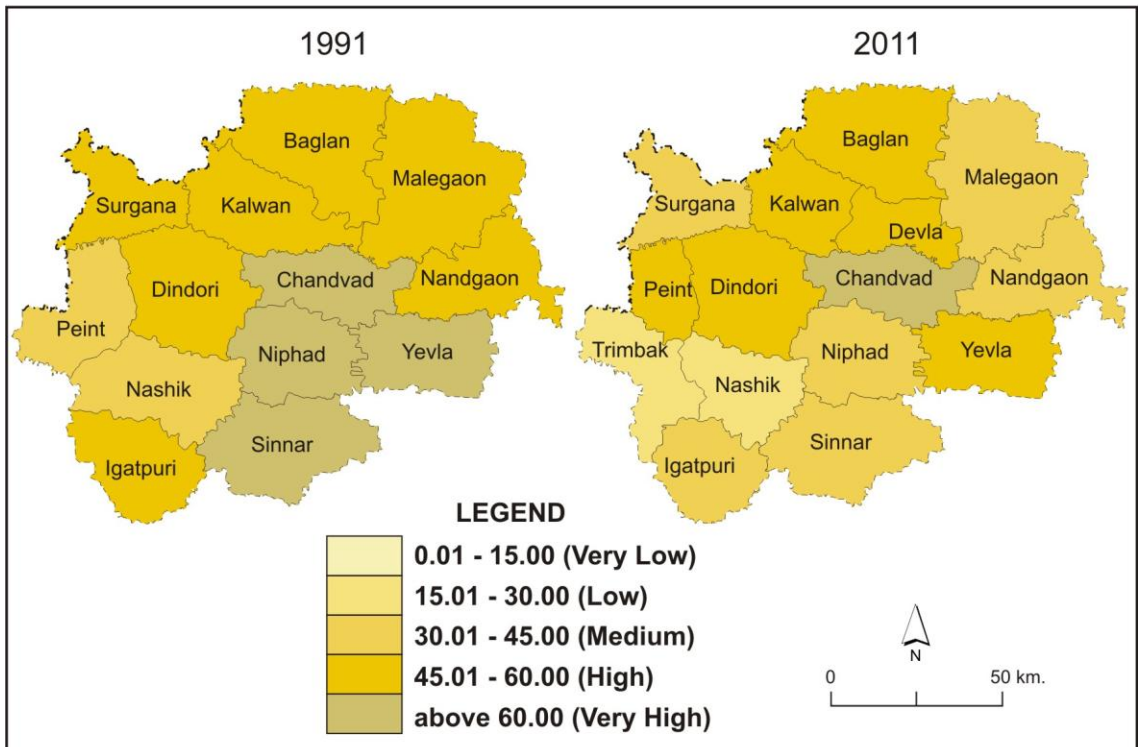 1991
2011
Baglan
Malegaon
Surgana
Kalwan
Dindori
Chandvad
Nandgaon
Peint
Niphad
Yevla
Nashik
Sinnar
Igatpuri
Baglan
Malegaon
Surgana
Kalwan
Devla
Chandvad
Nandgaon
Peint
Dindori
Trimbak
Niphad
Yevla
Nashik
Sinnar
Igatpuri
LEGEND
0.01 - 15.00 (Very Low)
15.01 - 30.00 (Low)
30.01 - 45.00 (Medium)
45.01 - 60.00 (High)
above 60.00 (Very High)
N
0 50 km.